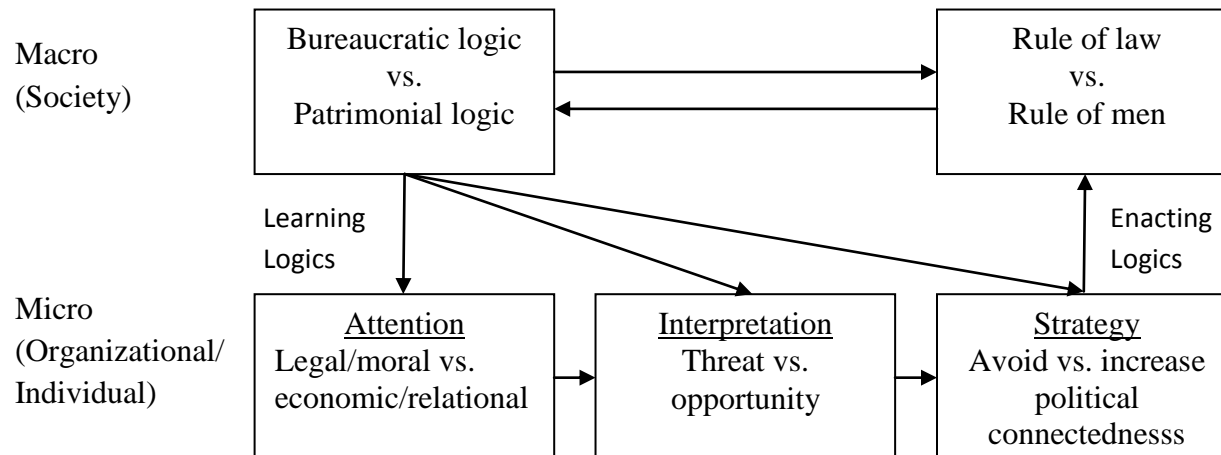 Macro
(Society)
Bureaucratic logic
vs.
Patrimonial logic
Rule of law
vs.
Rule of men
Learning
Logics
Enacting
Logics
Micro
(Organizational/
Individual)
Attention
Legal/moral vs.
economic/relational
Interpretation
Threat vs.
opportunity
Strategy
Avoid vs. increase
political
connectednesss